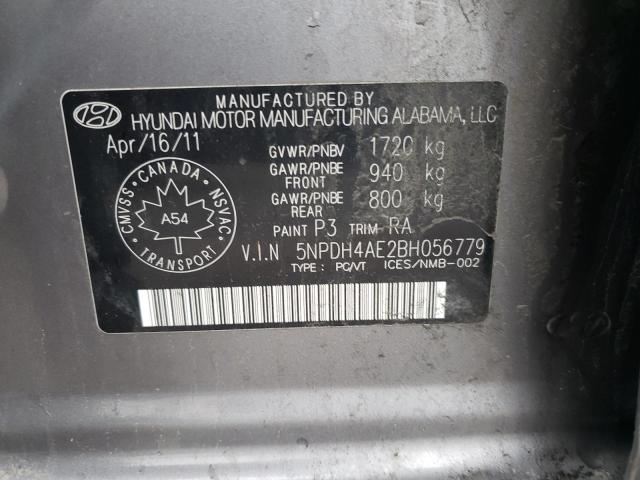 MANUFACTURED BY
HYUNDAI MOTOR MANUFACTURING ALABAMA, LLC
Apr/16/11
GVWR/PNBV 1720 kg
GAWR/PNBE FRONT 940 kg
GAWR/PNBE REAR 800 kg
PAINT P3 TRIM RA
V.I.N 5NPDH4AE2BH056779
TYPE : PC/VT ICES/NMB-002
CMVSS · CANADA · NSVAC · TRANSPORT ·
A54